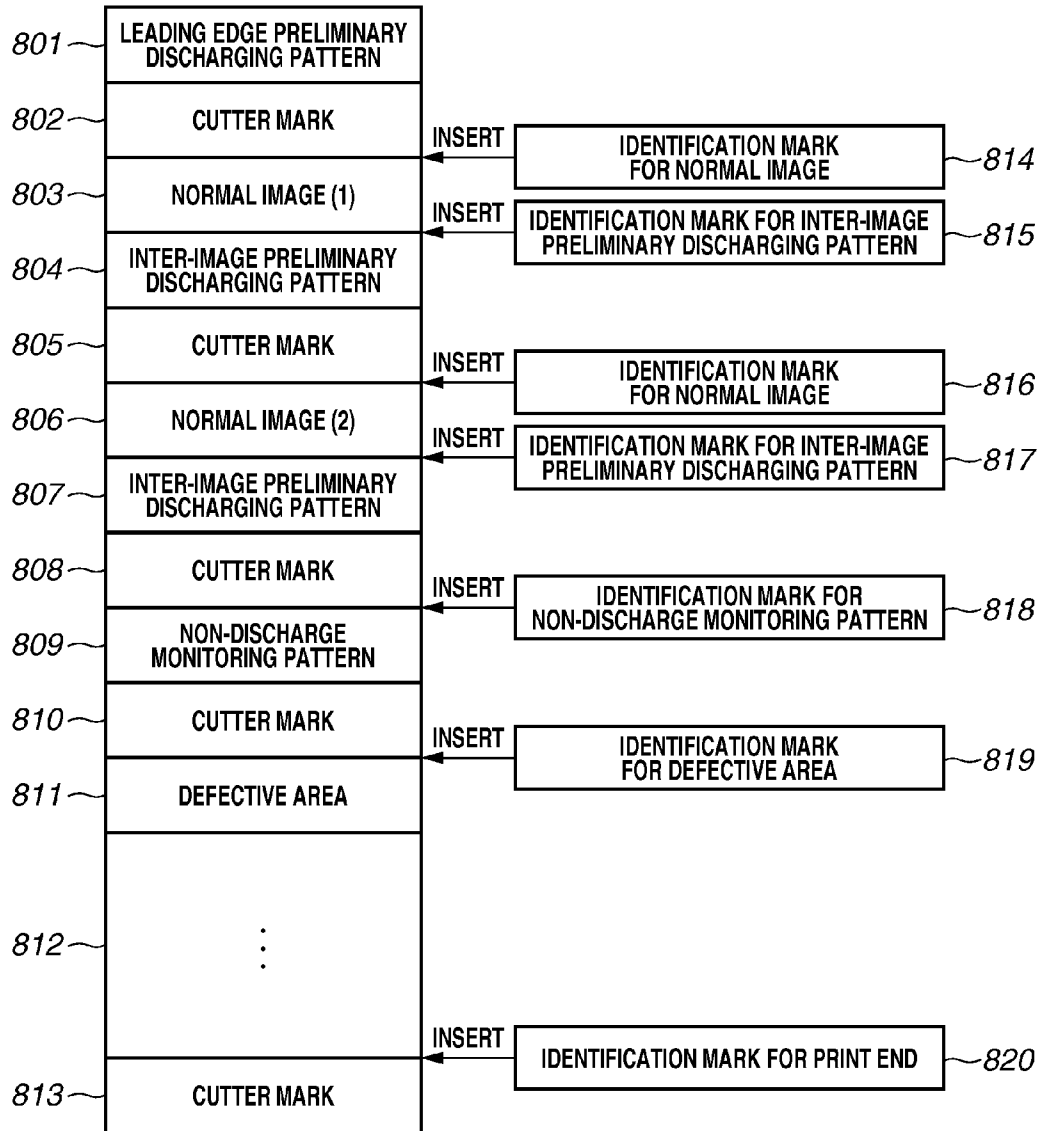 801
LEADING EDGE PRELIMINARY
DISCHARGING PATTERN
802
CUTTER MARK
INSERT
IDENTIFICATION MARK
FOR NORMAL IMAGE
814
803
NORMAL IMAGE (1)
INSERT
IDENTIFICATION MARK FOR INTER-IMAGE
PRELIMINARY DISCHARGING PATTERN
815
804
INTER-IMAGE PRELIMINARY
DISCHARGING PATTERN
805
CUTTER MARK
INSERT
IDENTIFICATION MARK
FOR NORMAL IMAGE
816
806
NORMAL IMAGE (2)
INSERT
IDENTIFICATION MARK FOR INTER-IMAGE
PRELIMINARY DISCHARGING PATTERN
817
807
INTER-IMAGE PRELIMINARY
DISCHARGING PATTERN
808
CUTTER MARK
INSERT
IDENTIFICATION MARK FOR
NON-DISCHARGE MONITORING PATTERN
818
809
NON-DISCHARGE
MONITORING PATTERN
810
CUTTER MARK
INSERT
IDENTIFICATION MARK
FOR DEFECTIVE AREA
819
811
DEFECTIVE AREA
812
INSERT
IDENTIFICATION MARK FOR PRINT END
820
813
CUTTER MARK